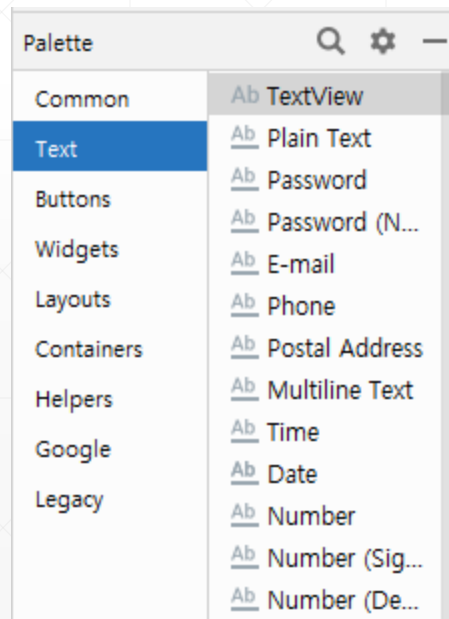 Palette
Common
Text
Buttons
Widgets
Layouts
Containers
Helpers
Google
Legacy
Ab TextView
Ab Plain Text
Ab Password
Ab Password (N...
Ab E-mail
Ab Phone
Ab Postal Address
Ab Multiline Text
Ab Time
Ab Date
Ab Number
Ab Number (Sig...
Ab Number (De...